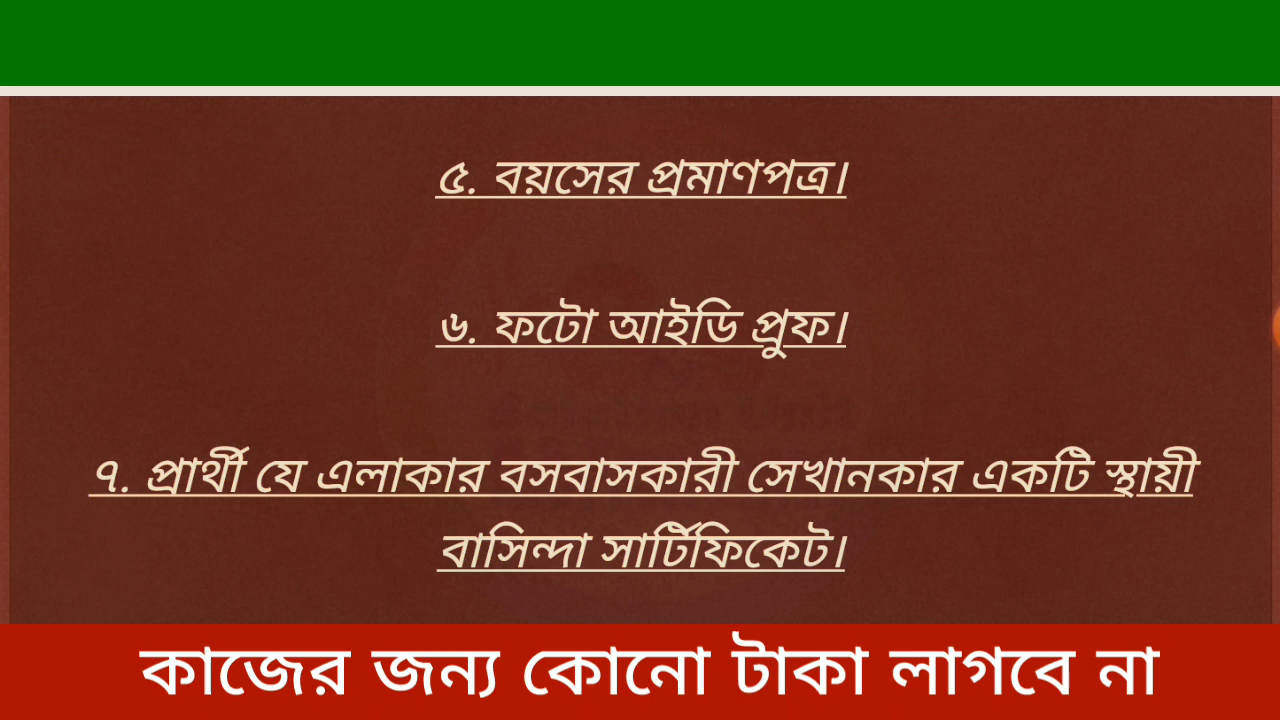 ৫. বয়সের প্রমাণপত্র।
৬. ফটো আইডি প্রুফ।
৭. প্রার্থী যে এলাকার বসবাসকারী সেখানকার একটি স্থায়ী
বাসিন্দা সার্টিফিকেট।
কাজের জন্য কোনো টাকা লাগবে না